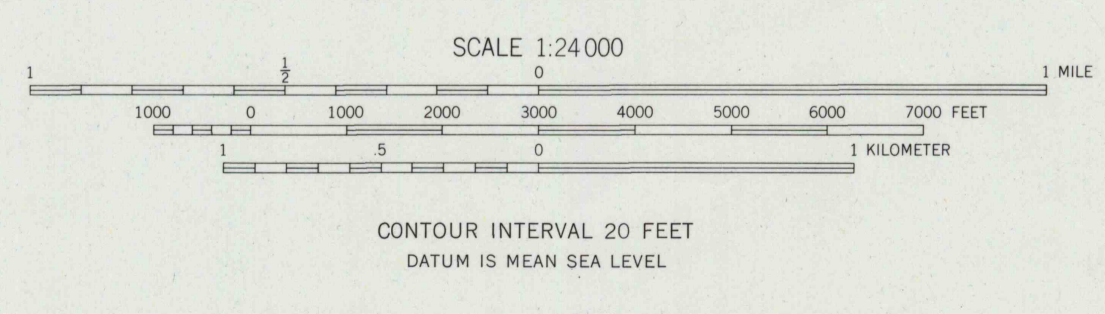 SCALE 1:24 000
1 1/2 0 1 MILE
1000 0 1000 2000 3000 4000 5000 6000 7000 FEET
1 .5 0 1 KILOMETER
CONTOUR INTERVAL 20 FEET
DATUM IS MEAN SEA LEVEL